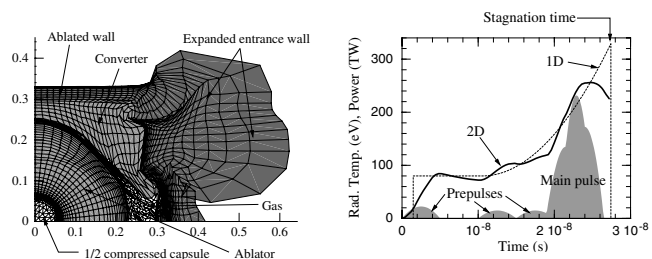 Ablated wall
Converter
Expanded entrance wall
0.4
0.3
0.2
0.1
0
0
0.1
0.2
0.3
0.4
0.5
0.6
Gas
Ablator
1/2 compressed capsule
Stagnation time
1D
2D
Prepulses
Main pulse
Rad. Temp. (eV), Power (TW)
300
200
100
0
0
10⁻⁸
2 10⁻⁸
3 10⁻⁸
Time (s)